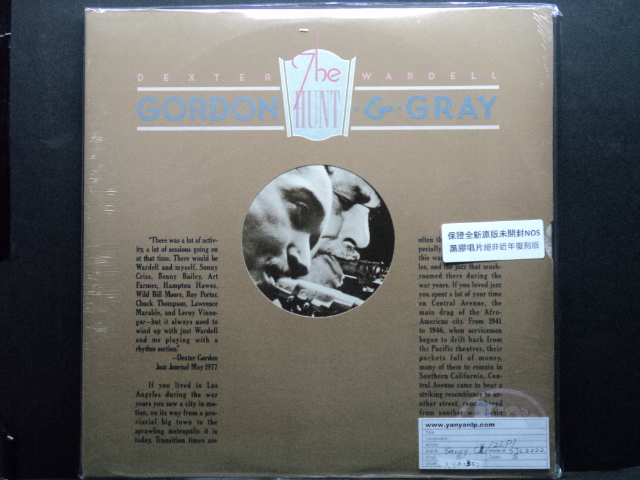 The
HUNT
DEXTER WARDELL
GORDON & GRAY
"There was a lot of activ-
ity, a lot of sessions going on
at that time. There would be
Wardell and myself, Sonny
Criss, Benny Bailey, Art
Farmer, Hampton Hawes,
Wild Bill Moore, Roy Porter,
Chuck Thompson, Lawrence
Marable, and Leroy Vinne-
gar—but it always used to
wind up with just Wardell
and me playing with a
rhythm section."
—Dexter Gordon
Jazz Journal May 1977
If you lived in Los
Angeles during the war
years you saw a city in mo-
tion, on its way from a pro-
vincial big town to the
sprawling metropolis it is
today. Transition times are
often
pecially,
this was
les, and the jazz that mush-
roomed there during the
war years. If you loved jazz
you spent a lot of your time
on Central Avenue, the
main drag of the Afro-
American city. From 1941
to 1946, when servicemen
began to drift back from
the Pacific theatres, their
pockets full of money,
many of them to remain in
Southern California, Cen-
tral Avenue came to bear a
striking resemblance to an-
other street,
from another
保證全新原版未開封NOS
黑膠唱片絕非近年復刻版
www.yanyanlp.com
Savoy
SJL2222